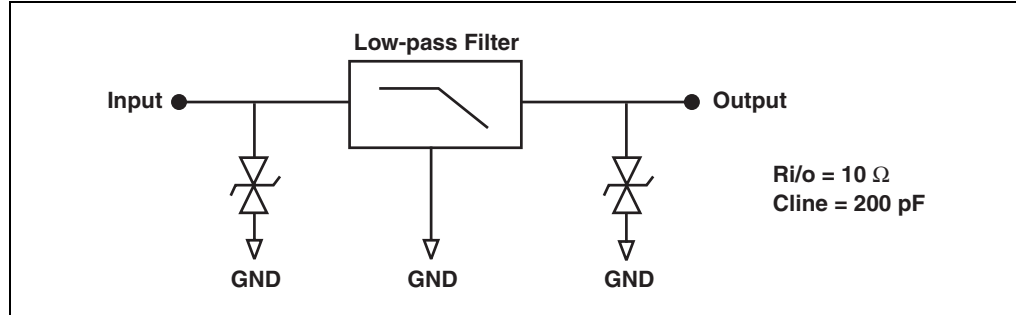 Low-pass Filter
Input
Output
Ri/o = 10 Ω
Cline = 200 pF
GND
GND
GND